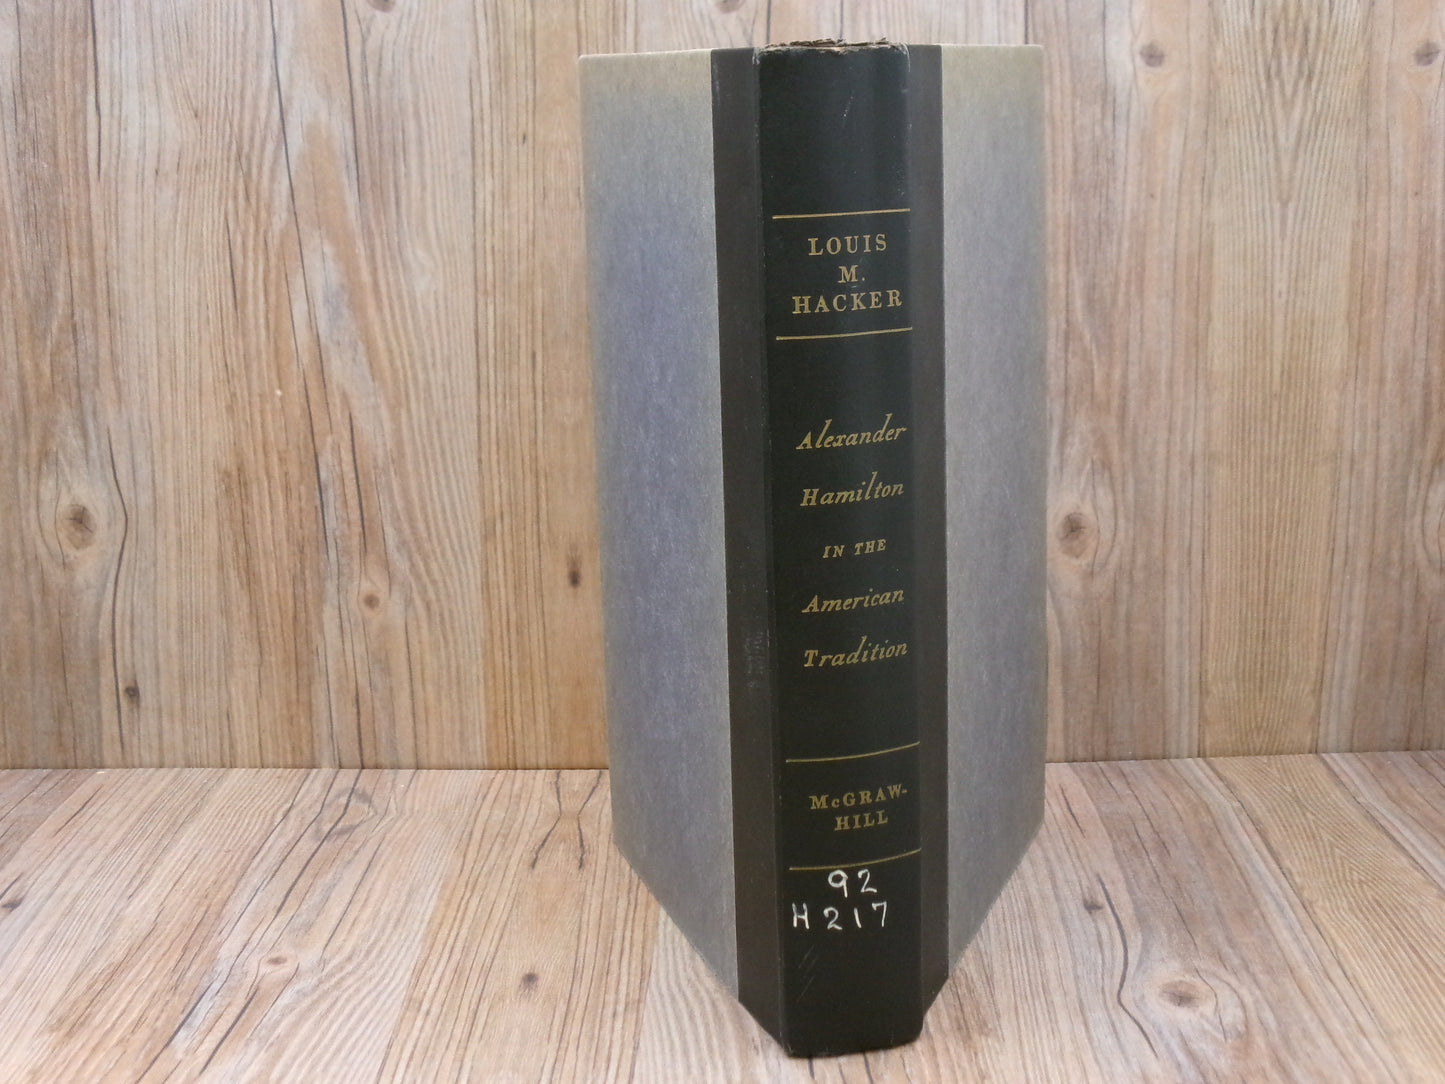 LOUIS
M.
HACKER
Alexander
Hamilton
IN THE
American
Tradition
McGRAW-
HILL
92
H217